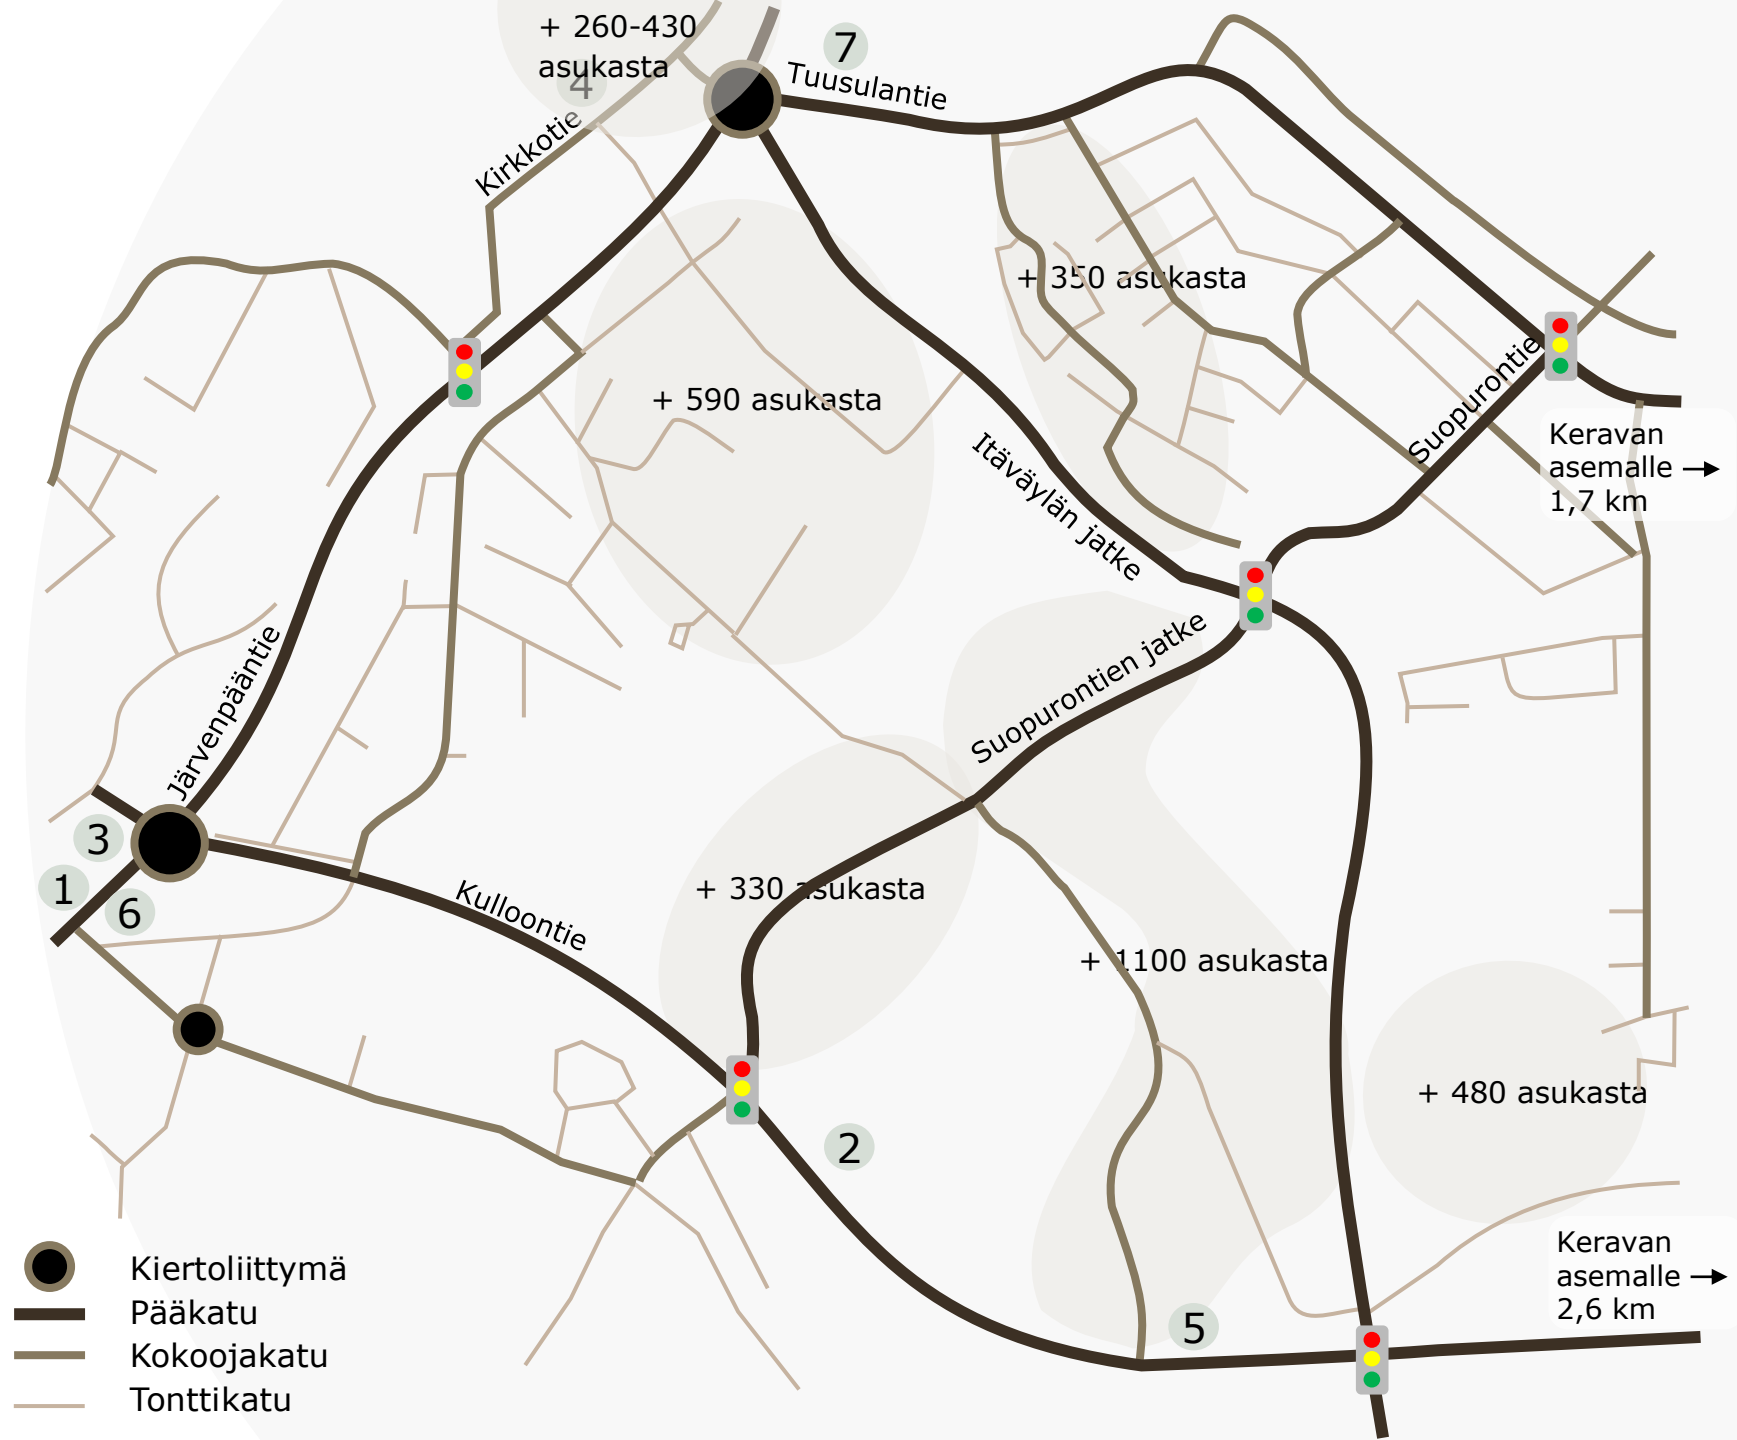 + 260-430
asukasta
4
7
Tuusulantie
Kirkkotie
+ 350 asukasta
Suopurontie
+ 590 asukasta
Keravan
asemalle →
1,7 km
Itäväylän jatke
Suopurontien jatke
Järvenpääntie
3
1
6
Kulloontie
+ 330 asukasta
+ 1100 asukasta
+ 480 asukasta
2
5
Keravan
asemalle →
2,6 km
Kiertoliittymä
Pääkatu
Kokoojakatu
Tonttikatu